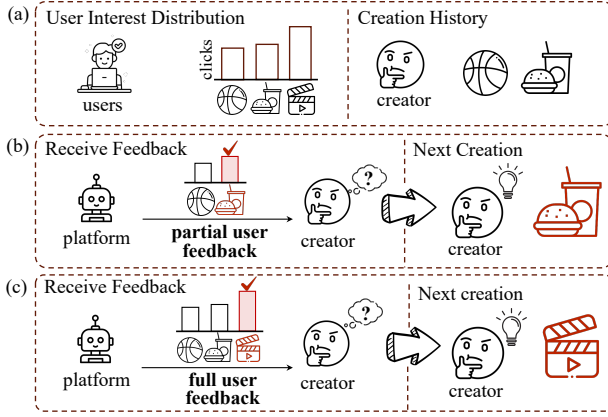 (a)
User Interest Distribution
clicks
users
Creation History
creator
(b)
Receive Feedback
platform
partial user
feedback
?
creator
Next Creation
creator
(c)
Receive Feedback
platform
full user
feedback
?
creator
Next creation
creator